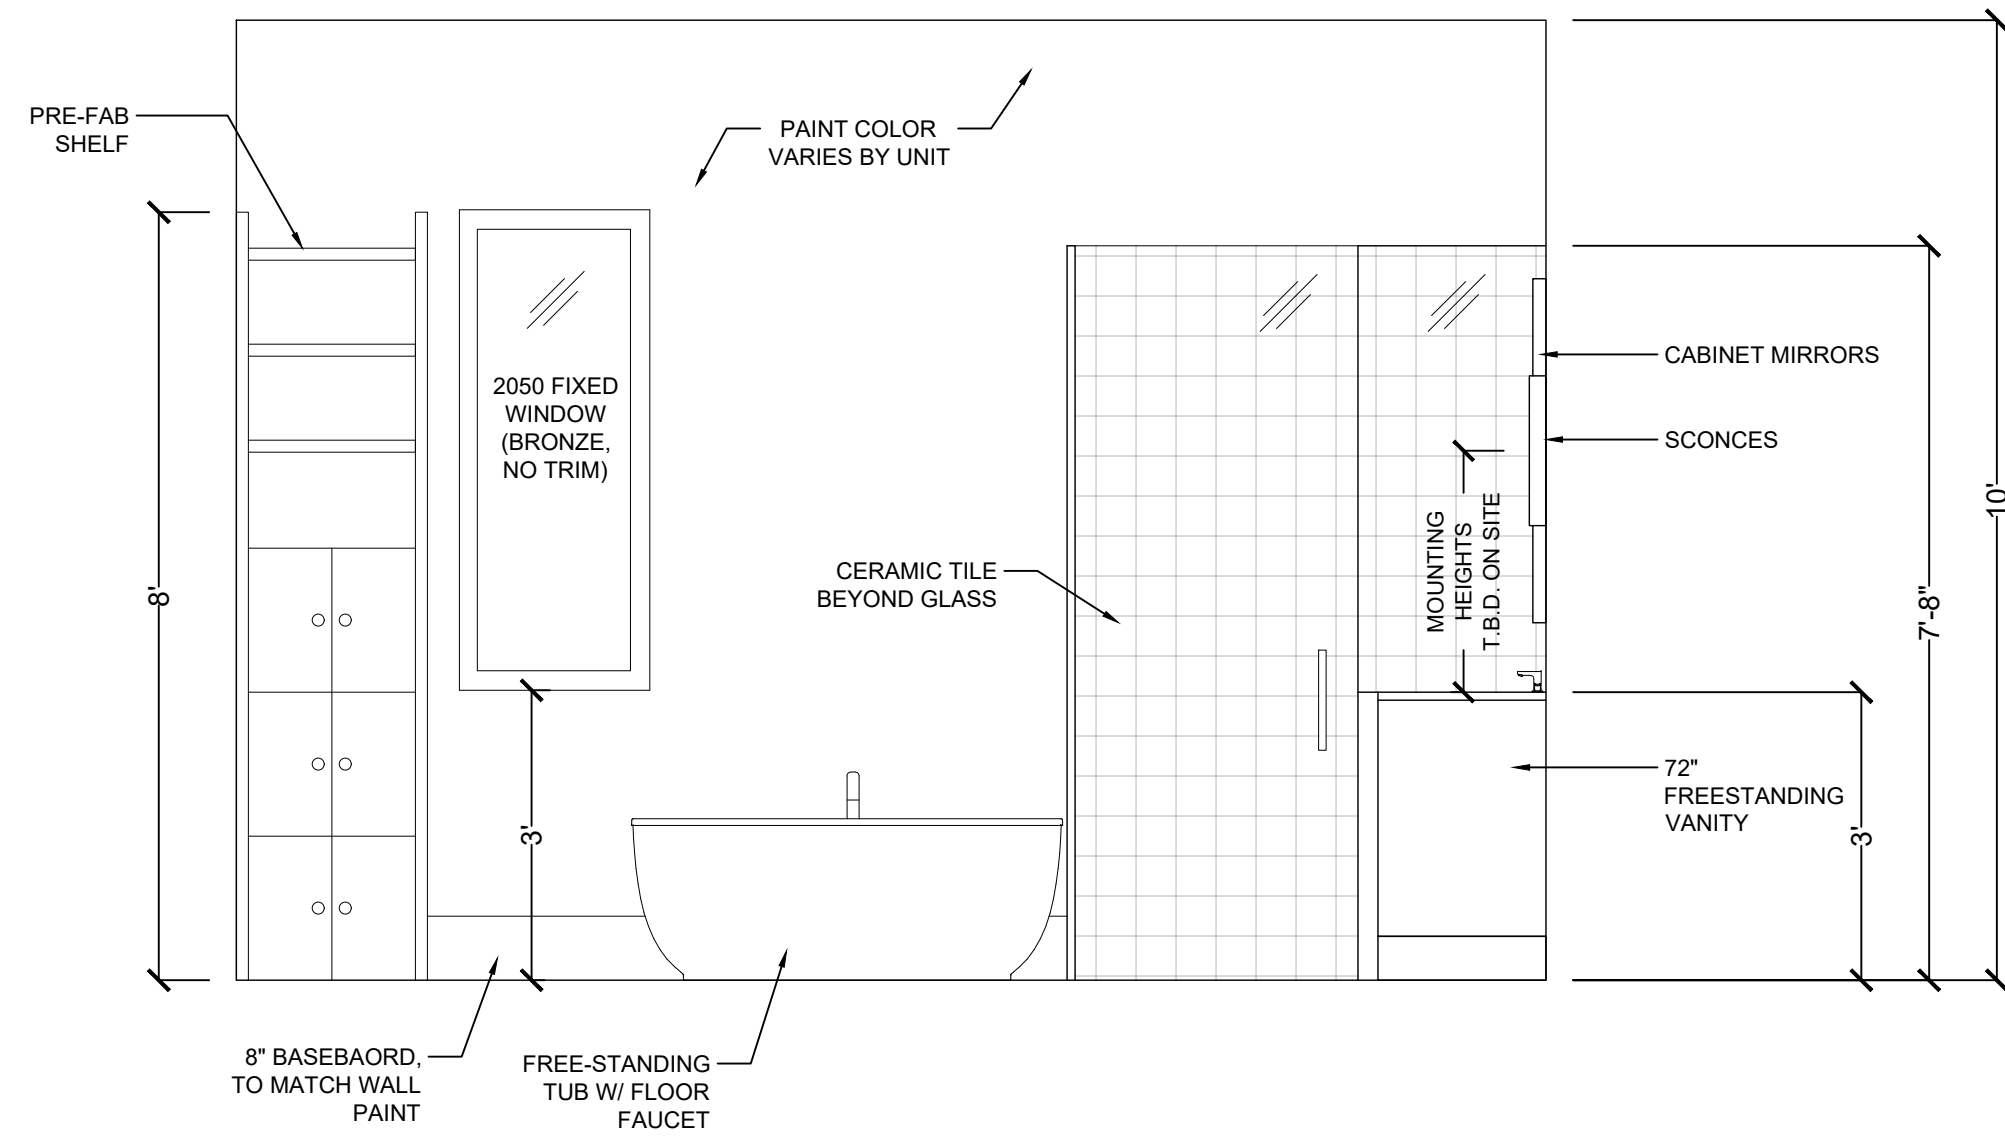 PRE-FAB
SHELF
PAINT COLOR
VARIES BY UNIT
2050 FIXED
WINDOW
(BRONZE,
NO TRIM)
CERAMIC TILE
BEYOND GLASS
MOUNTING
HEIGHTS
T.B.D. ON SITE
CABINET MIRRORS
SCONCES
72"
FREESTANDING
VANITY
8'
3'
3'
7'-8"
10'
8" BASEBAORD,
TO MATCH WALL
PAINT
FREE-STANDING
TUB W/ FLOOR
FAUCET